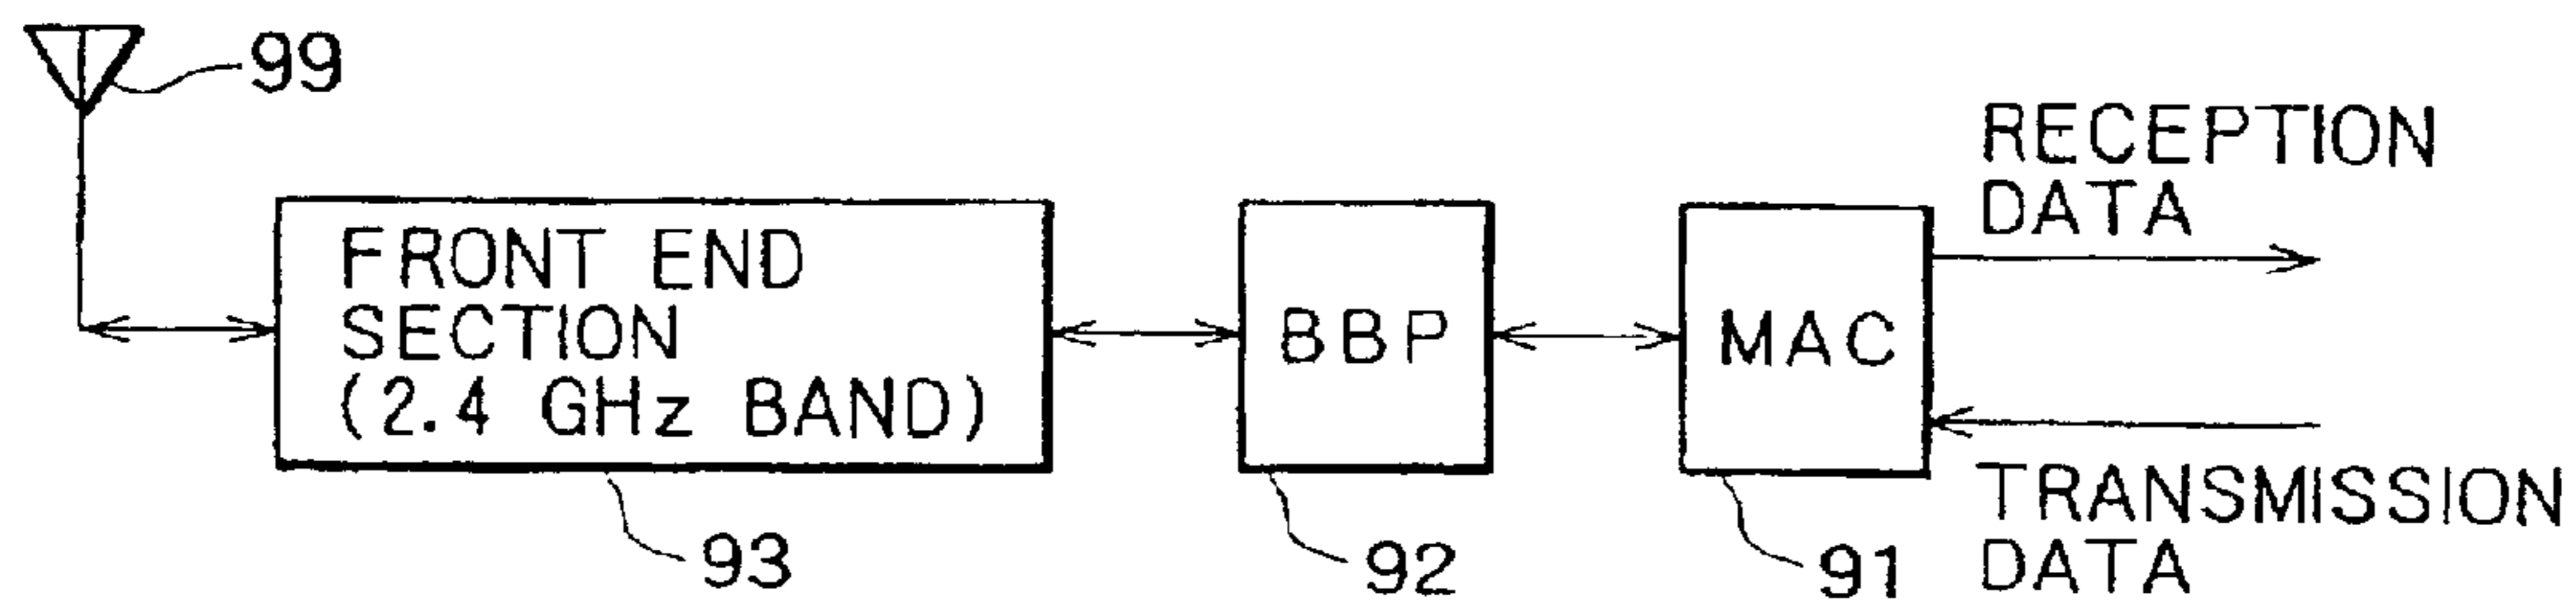 99
RECEPTION
DATA
FRONT END
SECTION
(2.4 GHz BAND)
BBP
MAC
TRANSMISSION
DATA
93
92
91